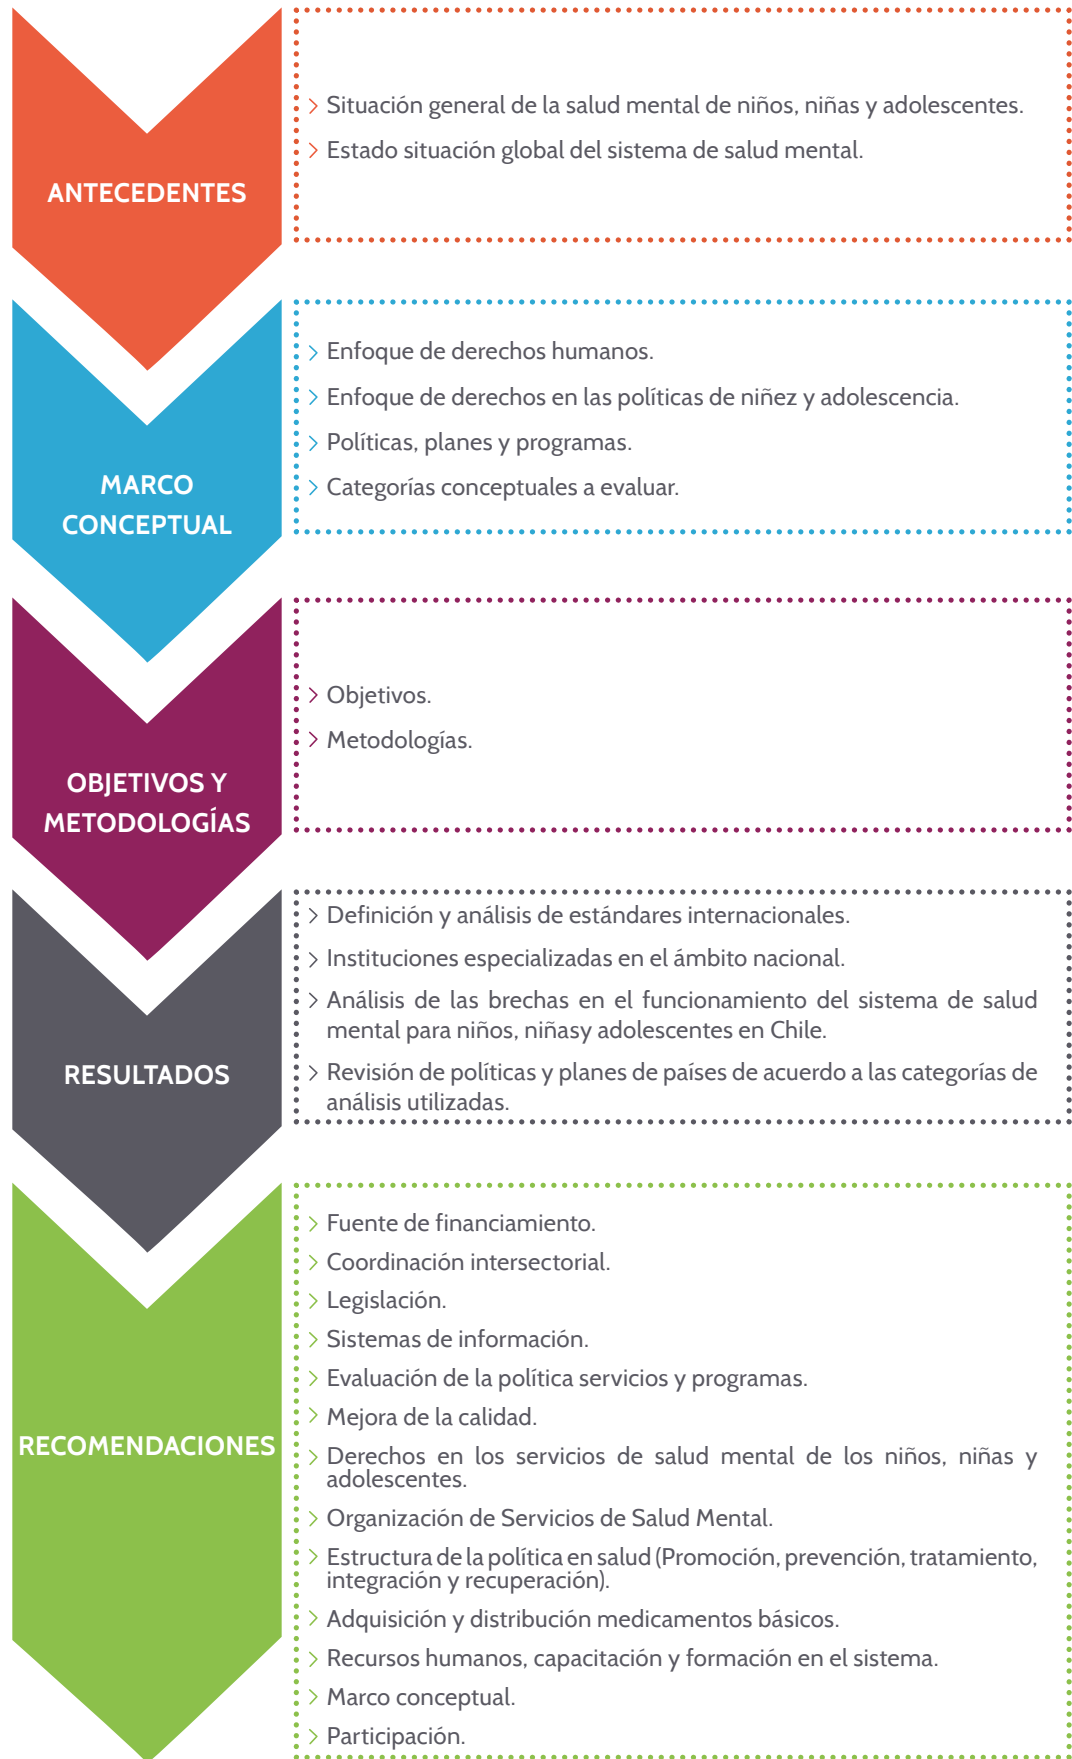 ANTECEDENTES
Situación general de la salud mental de niños, niñas y adolescentes.
Estado situación global del sistema de salud mental.
MARCO
CONCEPTUAL
Enfoque de derechos humanos.
Enfoque de derechos en las políticas de niñez y adolescencia.
Políticas, planes y programas.
Categorías conceptuales a evaluar.
OBJETIVOS Y
METODOLOGÍAS
Objetivos.
Metodologías.
RESULTADOS
Definición y análisis de estándares internacionales.
Instituciones especializadas en el ámbito nacional.
Análisis de las brechas en el funcionamiento del sistema de salud
mental para niños, niñasy adolescentes en Chile.
Revisión de políticas y planes de países de acuerdo a las categorías de
análisis utilizadas.
RECOMENDACIONES
Fuente de financiamiento.
Coordinación intersectorial.
Legislación.
Sistemas de información.
Evaluación de la política servicios y programas.
Mejora de la calidad.
Derechos en los servicios de salud mental de los niños, niñas y
adolescentes.
Organización de Servicios de Salud Mental.
Estructura de la política en salud (Promoción, prevención, tratamiento,
integración y recuperación).
Adquisición y distribución medicamentos básicos.
Recursos humanos, capacitación y formación en el sistema.
Marco conceptual.
Participación.